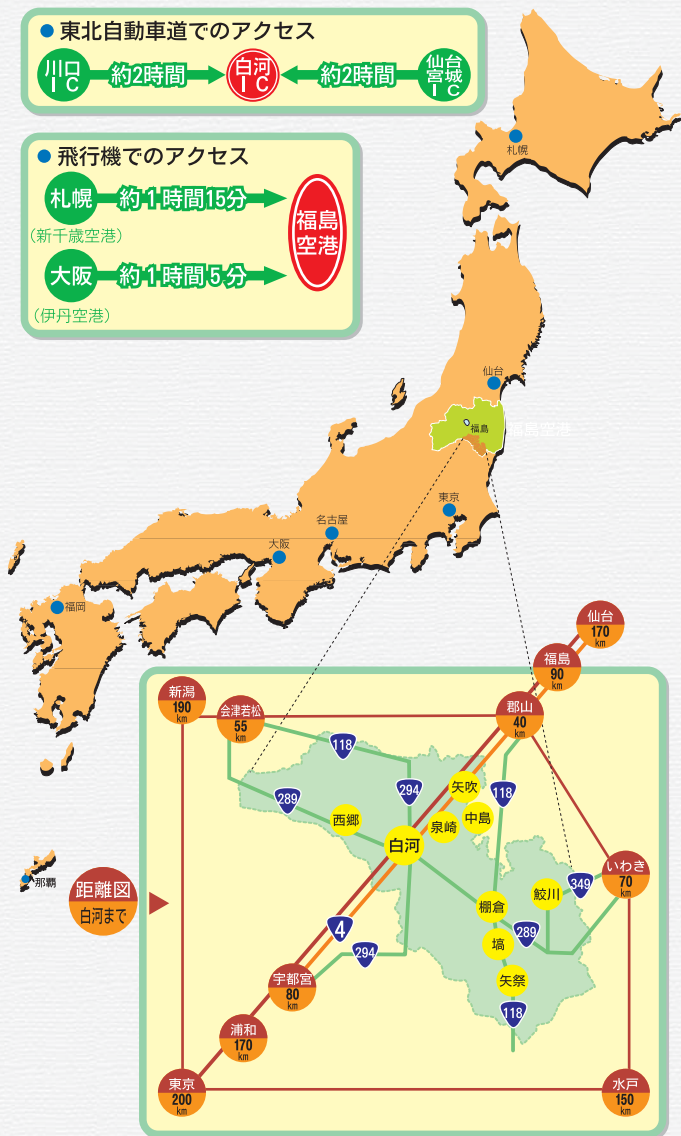 東北自動車道でのアクセス
川口IC
約2時間
白河IC
約2時間
仙台宮城IC
飛行機でのアクセス
札幌
約1時間15分
(新千歳空港)
福島空港
大阪
約1時間5分
(伊丹空港)
札幌
仙台
福島
福島空港
東京
名古屋
大阪
福岡
那覇
距離図
白河まで
仙台
170
km
福島
90
km
新潟
190
km
会津若松
55
km
郡山
40
km
118
289
294
矢吹
118
西郷
泉崎
中島
白河
いわき
70
km
349
鮫川
棚倉
4
289
294
塙
宇都宮
80
km
矢祭
118
浦和
170
km
東京
200
km
水戸
150
km